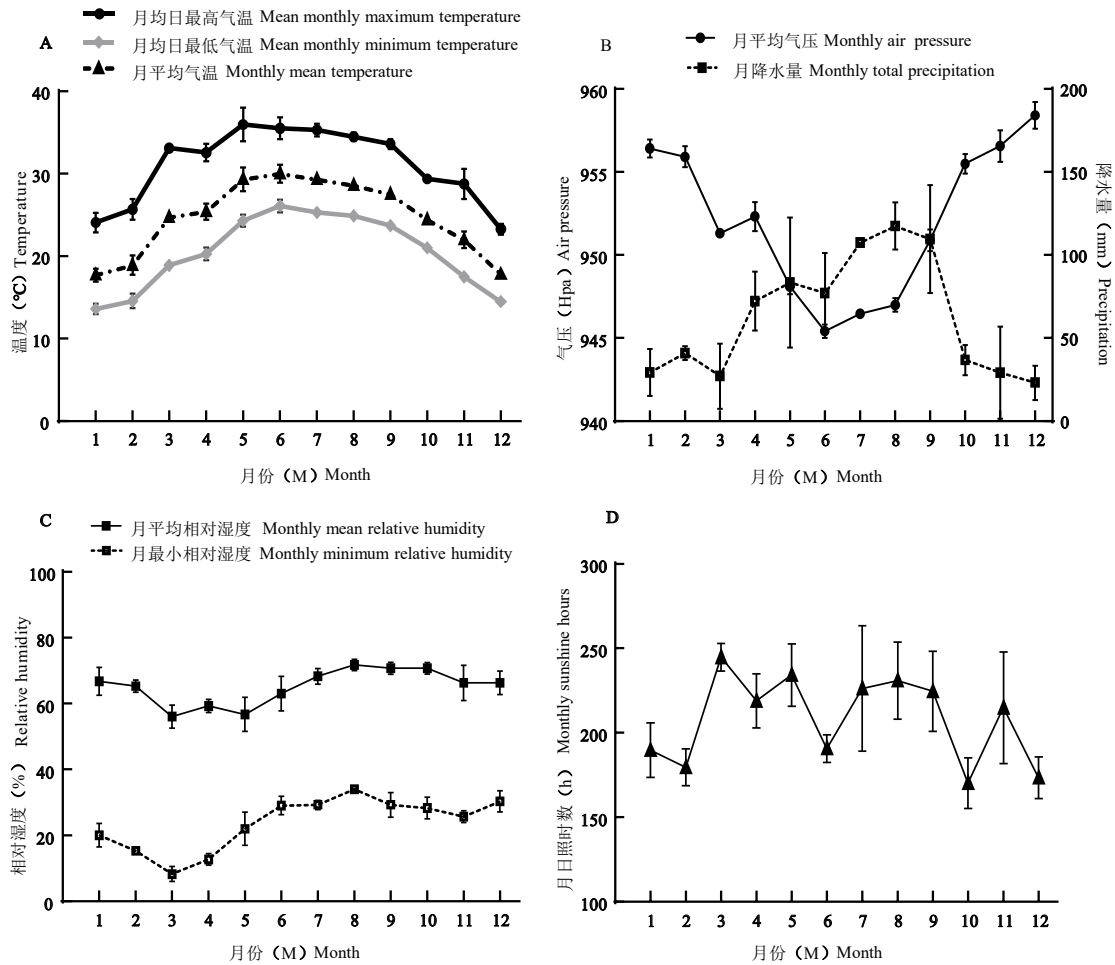 A
月均日最高气温 Mean monthly maximum temperature
月均日最低气温 Mean monthly minimum temperature
月平均气温 Monthly mean temperature
温度（℃）Temperature
40
30
20
10
0
1 2 3 4 5 6 7 8 9 10 11 12
月份（M）Month
B
月平均气压 Monthly air pressure
月降水量 Monthly total precipitation
气压（Hpa）Air pressure
960
955
950
945
940
200
150
100
50
0
降水量（mm）Precipitation
1 2 3 4 5 6 7 8 9 10 11 12
月份（M）Month
C
月平均相对湿度 Monthly mean relative humidity
月最小相对湿度 Monthly minimum relative humidity
相对湿度（%） Relative humidity
100
80
60
40
20
0
1 2 3 4 5 6 7 8 9 10 11 12
月份（M）Month
D
月日照时数（h） Monthly sunshine hours
300
250
200
150
100
1 2 3 4 5 6 7 8 9 10 11 12
月份（M）Month